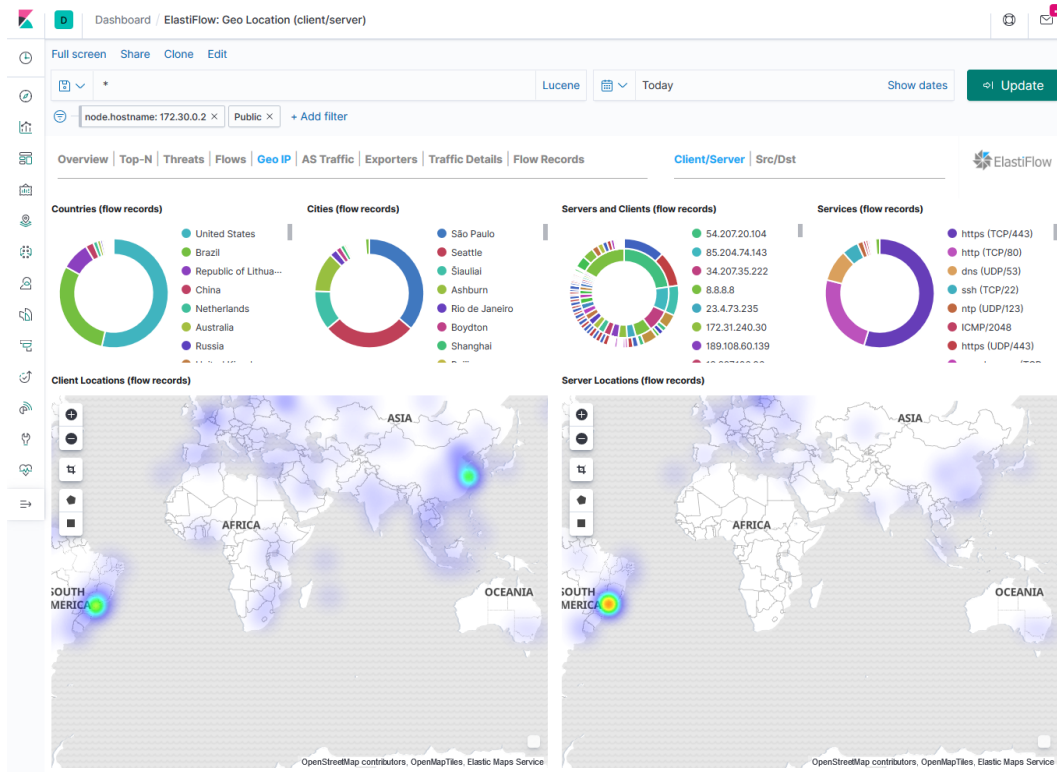 D Dashboard / ElastiFlow: Geo Location (client/server)
Full screen Share Clone Edit
* Lucene Today Show dates Update
node.hostname: 172.30.0.2 × Public × + Add filter
Overview | Top-N | Threats | Flows | Geo IP | AS Traffic | Exporters | Traffic Details | Flow Records Client/Server | Src/Dst ElastiFlow
Countries (flow records)
United States
Brazil
Republic of Lithua...
China
Netherlands
Australia
Russia
Cities (flow records)
São Paulo
Seattle
Šiauliai
Ashburn
Rio de Janeiro
Boydton
Shanghai
Servers and Clients (flow records)
54.207.20.104
85.204.74.143
34.207.35.222
8.8.8.8
23.4.73.235
172.31.240.30
189.108.60.139
Services (flow records)
https (TCP/443)
http (TCP/80)
dns (UDP/53)
ssh (TCP/22)
ntp (UDP/123)
ICMP/2048
https (UDP/443)
Client Locations (flow records)
ASIA
AFRICA
OCEANIA
SOUTH
MERICA
OpenStreetMap contributors, OpenMapTiles, Elastic Maps Service
Server Locations (flow records)
ASIA
AFRICA
OCEANIA
SOUTH
MERICA
OpenStreetMap contributors, OpenMapTiles, Elastic Maps Service